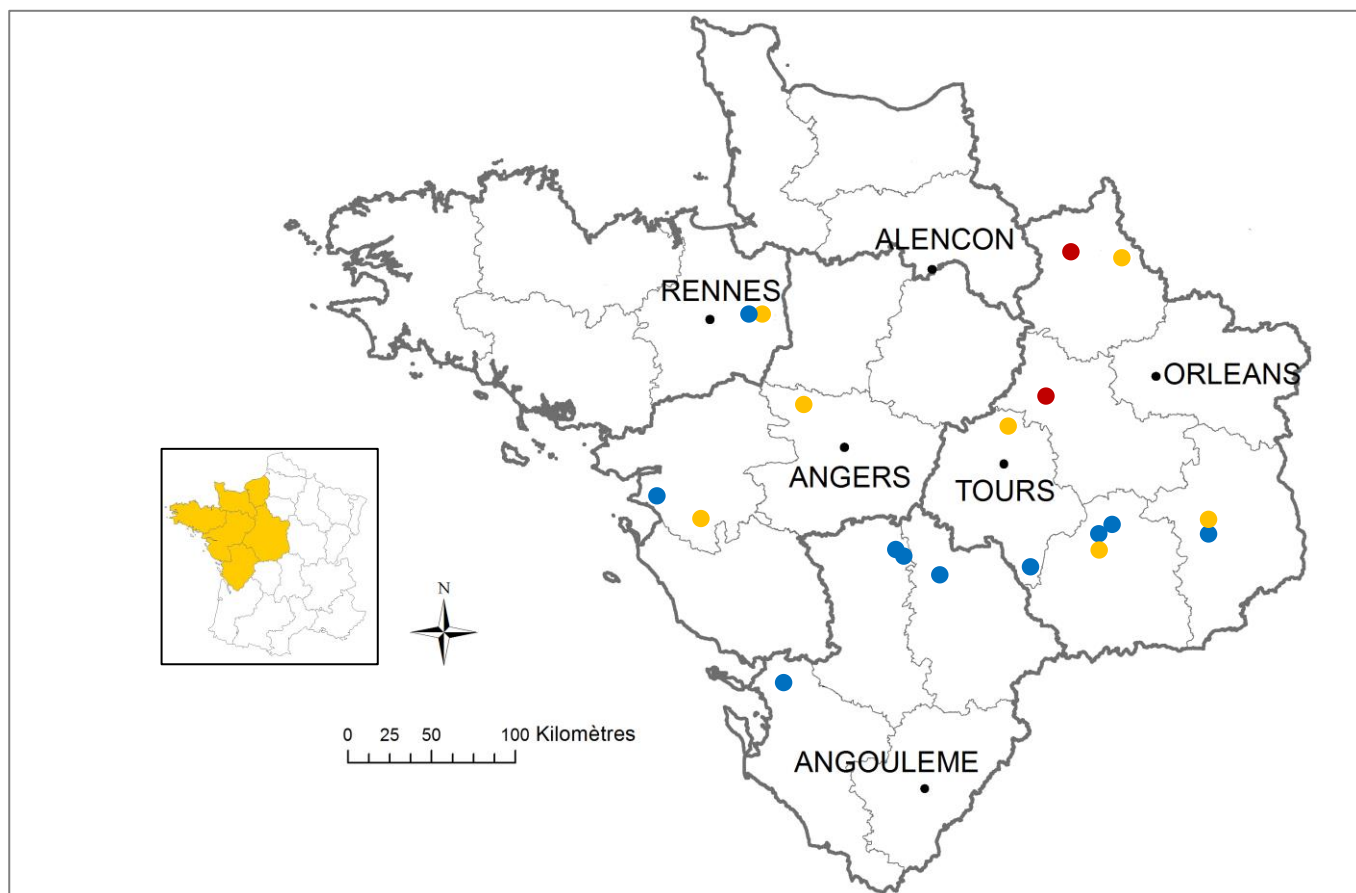 ALENCON
RENNES
ORLEANS
ANGERS
TOURS
N
0 25 50 100 Kilomètres
ANGOULEME